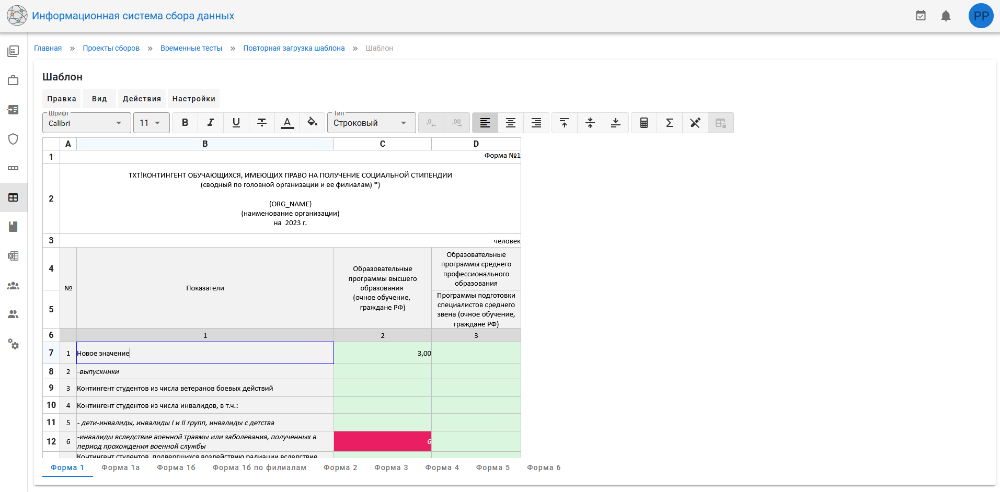 Информационная система сбора данных
PP
Главная » Проекты сборов » Временные тесты » Повторная загрузка шаблона » Шаблон
Шаблон
Правка Вид Действия Настройки
Шрифт
Calibri
11
B I U A
Тип
Строковый
.0 .00
Σ
A B C D
1
Форма №1
2
ТХТ!КОНТИНГЕНТ ОБУЧАЮЩИХСЯ, ИМЕЮЩИХ ПРАВО НА ПОЛУЧЕНИЕ СОЦИАЛЬНОЙ СТИПЕНДИИ
(сводный по головной организации и ее филиалам) *)
{ORG_NAME}
(наименование организации)
на 2023 г.
3
человек
4
5
№
Показатели
Образовательные
программы высшего
образования
(очное обучение,
граждане РФ)
Образовательные
программы среднего
профессионального
образования
Программы подготовки
специалистов среднего
звена (очное обучение,
граждане РФ)
6 1 2 3
7 1 Новое значение 3,00
8 2 -выпускники
9 3 Контингент студентов из числа ветеранов боевых действий
10 4 Контингент студентов из числа инвалидов, в т.ч.:
11 5 - дети-инвалиды, инвалиды I и II групп, инвалиды с детства
12 6 -инвалиды вследствие военной травмы или заболевания, полученных в
период прохождения военной службы
6
Контингент студентов, подвергшихся воздействию радиации вследствие
Форма 1 Форма 1а Форма 1б Форма 1б по филиалам Форма 2 Форма 3 Форма 4 Форма 5 Форма 6